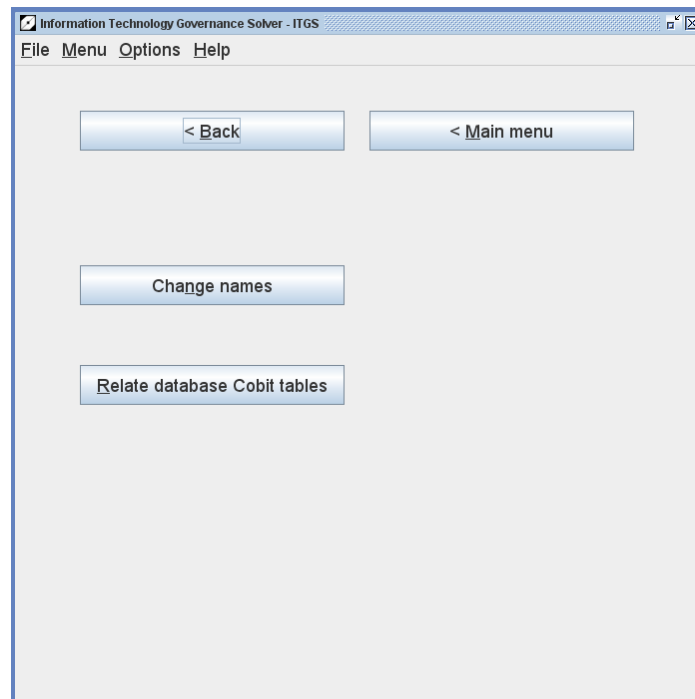 Information Technology Governance Solver - ITGS
File Menu Options Help
< Back
< Main menu
Change names
Relate database Cobit tables